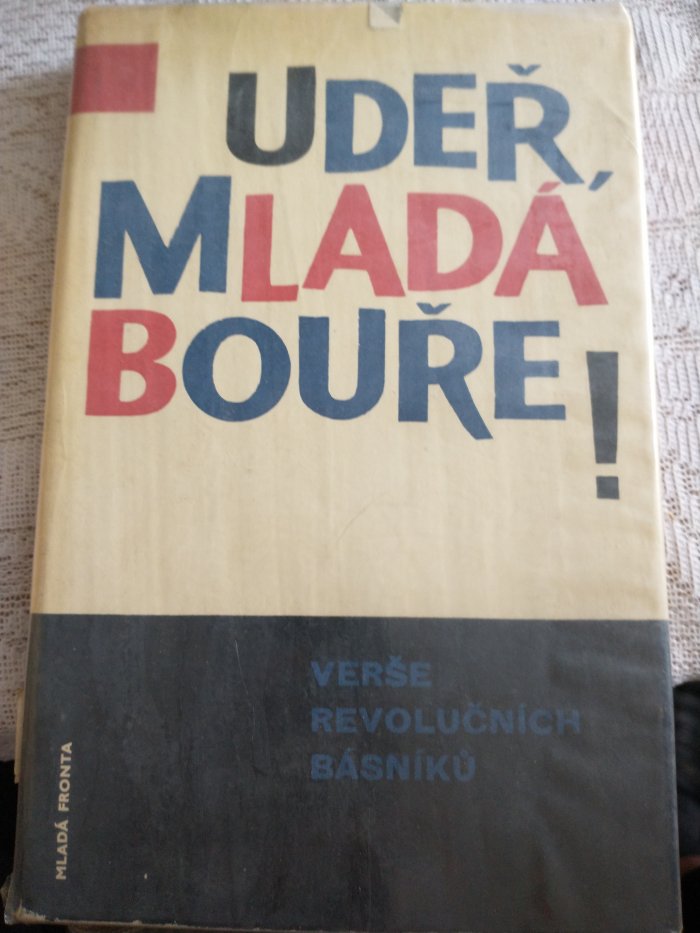 UDEŘ,
MLADÁ
BOUŘE!
VERŠE
REVOLUČNÍCH
BÁSNÍKŮ
MLADÁ FRONTA